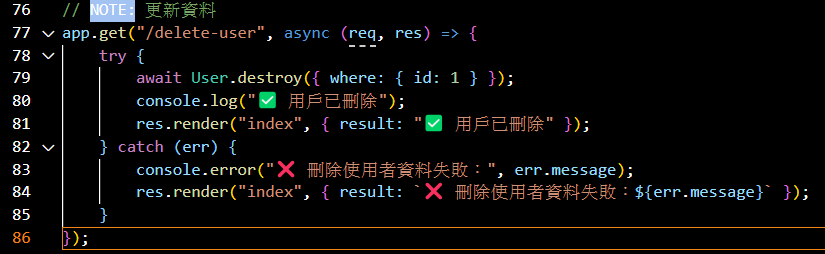 76 // NOTE: 更新資料
77 app.get("/delete-user", async (req, res) => {
78 try {
79 await User.destroy({ where: { id: 1 } });
80 console.log("✅ 用戶已刪除");
81 res.render("index", { result: "✅ 用戶已刪除" });
82 } catch (err) {
83 console.error("❌ 刪除使用者資料失敗：", err.message);
84 res.render("index", { result: `❌ 刪除使用者資料失敗：${err.message}` });
85 }
86 });